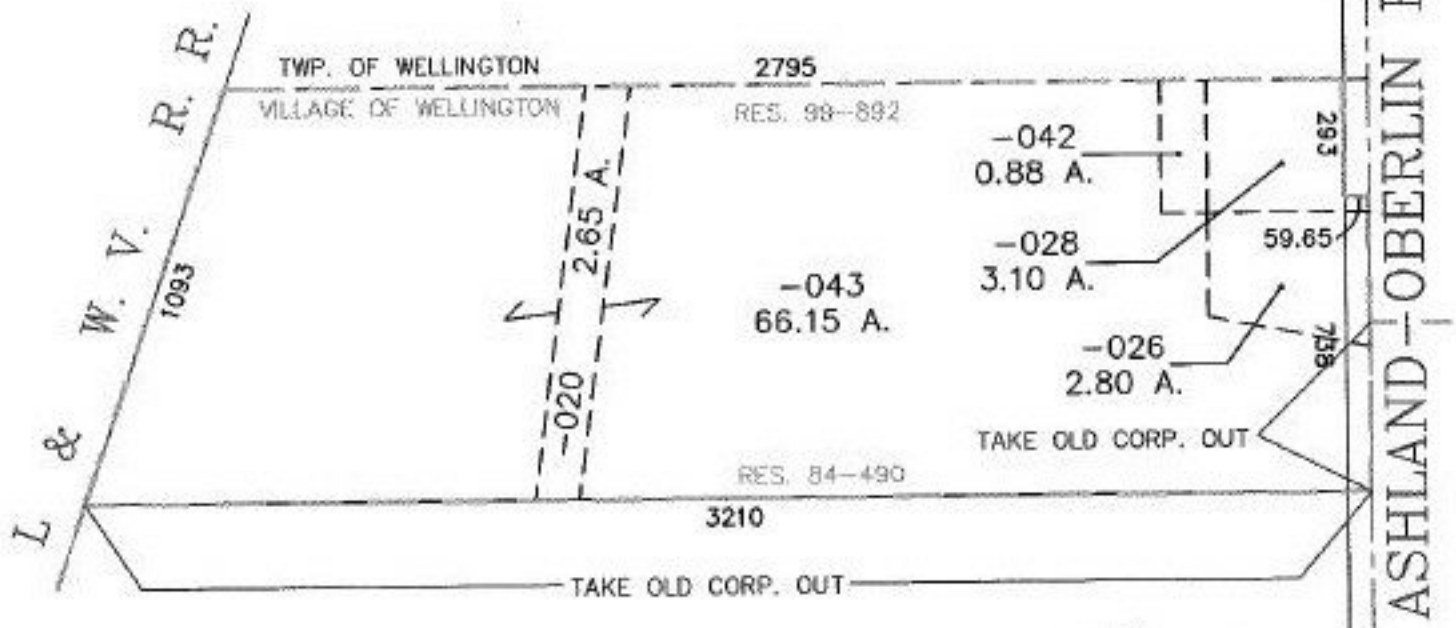 TWP. OF WELLINGTON
2795
VILLAGE OF WELLINGTON
RES. 99-892
L & W. V. R. R.
1093
2.65 A.
-020
-042
0.88 A.
293
-028
3.10 A.
59.65
-043
66.15 A.
-026
2.80 A.
TAKE OLD CORP. OUT
RES. 84-490
3210
TAKE OLD CORP. OUT
ASHLAND-OBERLIN